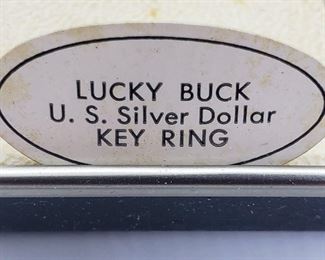 LUCKY BUCK
U. S. Silver Dollar
KEY RING